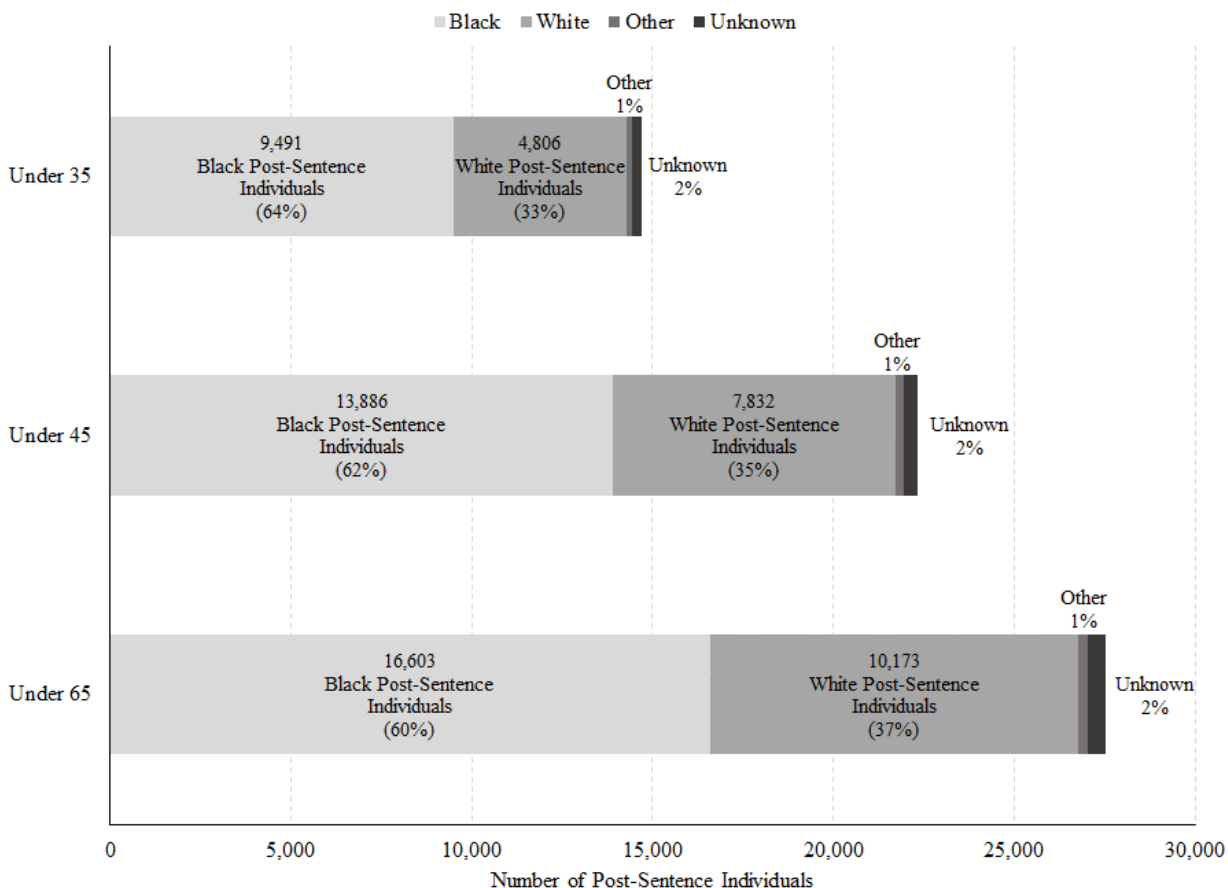 Black White Other Unknown
Other
1%
9,491
Black Post-Sentence
Individuals
(64%)
4,806
White Post-Sentence
Individuals
(33%)
Under 35
Unknown
2%
Other
1%
13,886
Black Post-Sentence
Individuals
(62%)
7,832
White Post-Sentence
Individuals
(35%)
Under 45
Unknown
2%
Other
1%
16,603
Black Post-Sentence
Individuals
(60%)
10,173
White Post-Sentence
Individuals
(37%)
Under 65
Unknown
2%
0 5,000 10,000 15,000 20,000 25,000 30,000
Number of Post-Sentence Individuals